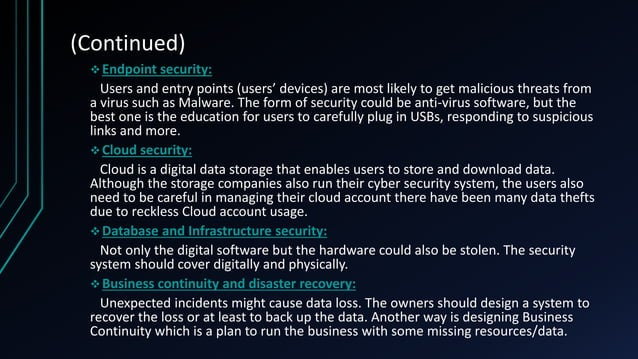 (Continued)
❖ Endpoint security:
Users and entry points (users’ devices) are most likely to get malicious threats from
a virus such as Malware. The form of security could be anti-virus software, but the
best one is the education for users to carefully plug in USBs, responding to suspicious
links and more.
❖ Cloud security:
Cloud is a digital data storage that enables users to store and download data.
Although the storage companies also run their cyber security system, the users also
need to be careful in managing their cloud account there have been many data thefts
due to reckless Cloud account usage.
❖ Database and Infrastructure security:
Not only the digital software but the hardware could also be stolen. The security
system should cover digitally and physically.
❖ Business continuity and disaster recovery:
Unexpected incidents might cause data loss. The owners should design a system to
recover the loss or at least to back up the data. Another way is designing Business
Continuity which is a plan to run the business with some missing resources/data.